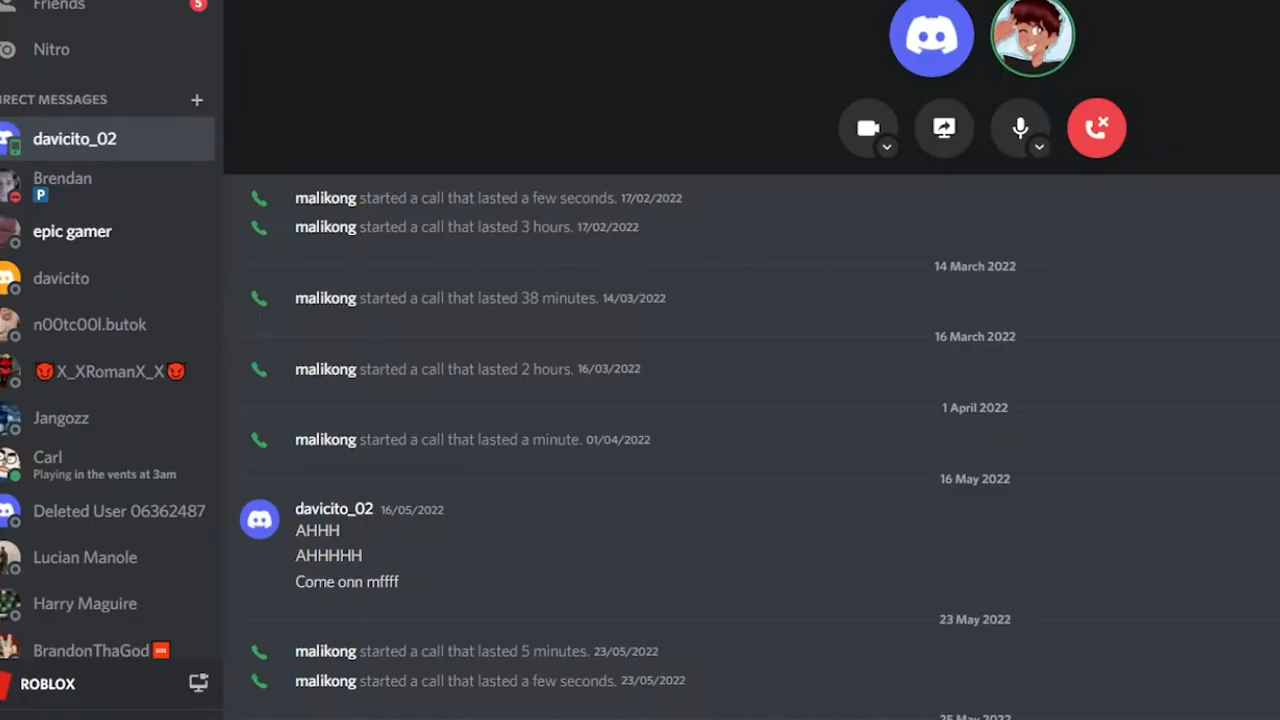 Friends
5
Nitro
RECT MESSAGES +
davicito_02
Brendan
P
epic gamer
davicito
n00tc00l.butok
X_XRomanX_X
Jangozz
Carl
Playing in the vents at 3am
Deleted User 06362487
Lucian Manole
Harry Maguire
BrandonThaGod SOS
ROBLOX
malikong started a call that lasted a few seconds. 17/02/2022
malikong started a call that lasted 3 hours. 17/02/2022
14 March 2022
malikong started a call that lasted 38 minutes. 14/03/2022
16 March 2022
malikong started a call that lasted 2 hours. 16/03/2022
1 April 2022
malikong started a call that lasted a minute. 01/04/2022
16 May 2022
davicito_02 16/05/2022
AHHH
AHHHHH
Come onn mffff
23 May 2022
malikong started a call that lasted 5 minutes. 23/05/2022
malikong started a call that lasted a few seconds. 23/05/2022
25 May 2022